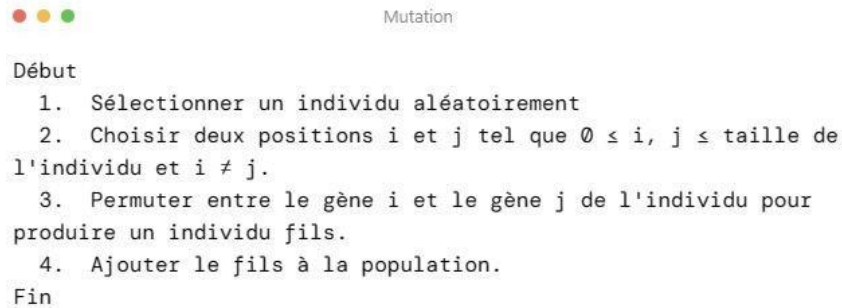 Mutation
Début
1. Sélectionner un individu aléatoirement
2. Choisir deux positions i et j tel que 0 ≤ i, j ≤ taille de
l'individu et i ≠ j.
3. Permuter entre le gène i et le gène j de l'individu pour
produire un individu fils.
4. Ajouter le fils à la population.
Fin